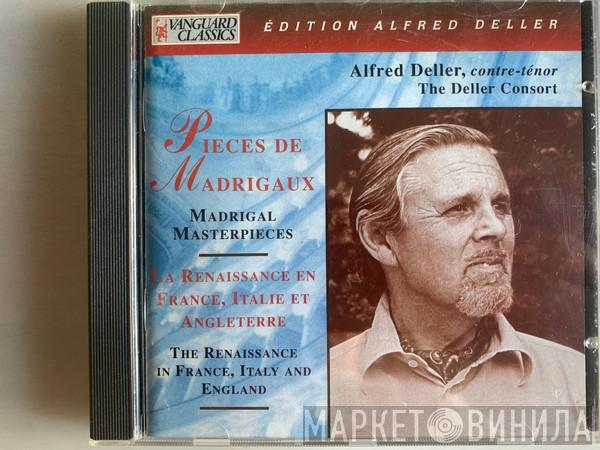 VANGUARD
CLASSICS
ÉDITION ALFRED DELLER
Alfred Deller, contre-ténor
The Deller Consort
PIECES DE
MADRIGAUX
MADRIGAL
MASTERPIECES
LA RENAISSANCE EN
FRANCE, ITALIE ET
ANGLETERRE
THE RENAISSANCE
IN FRANCE, ITALY AND
ENGLAND
МАРКЕТ ВИНИЛА